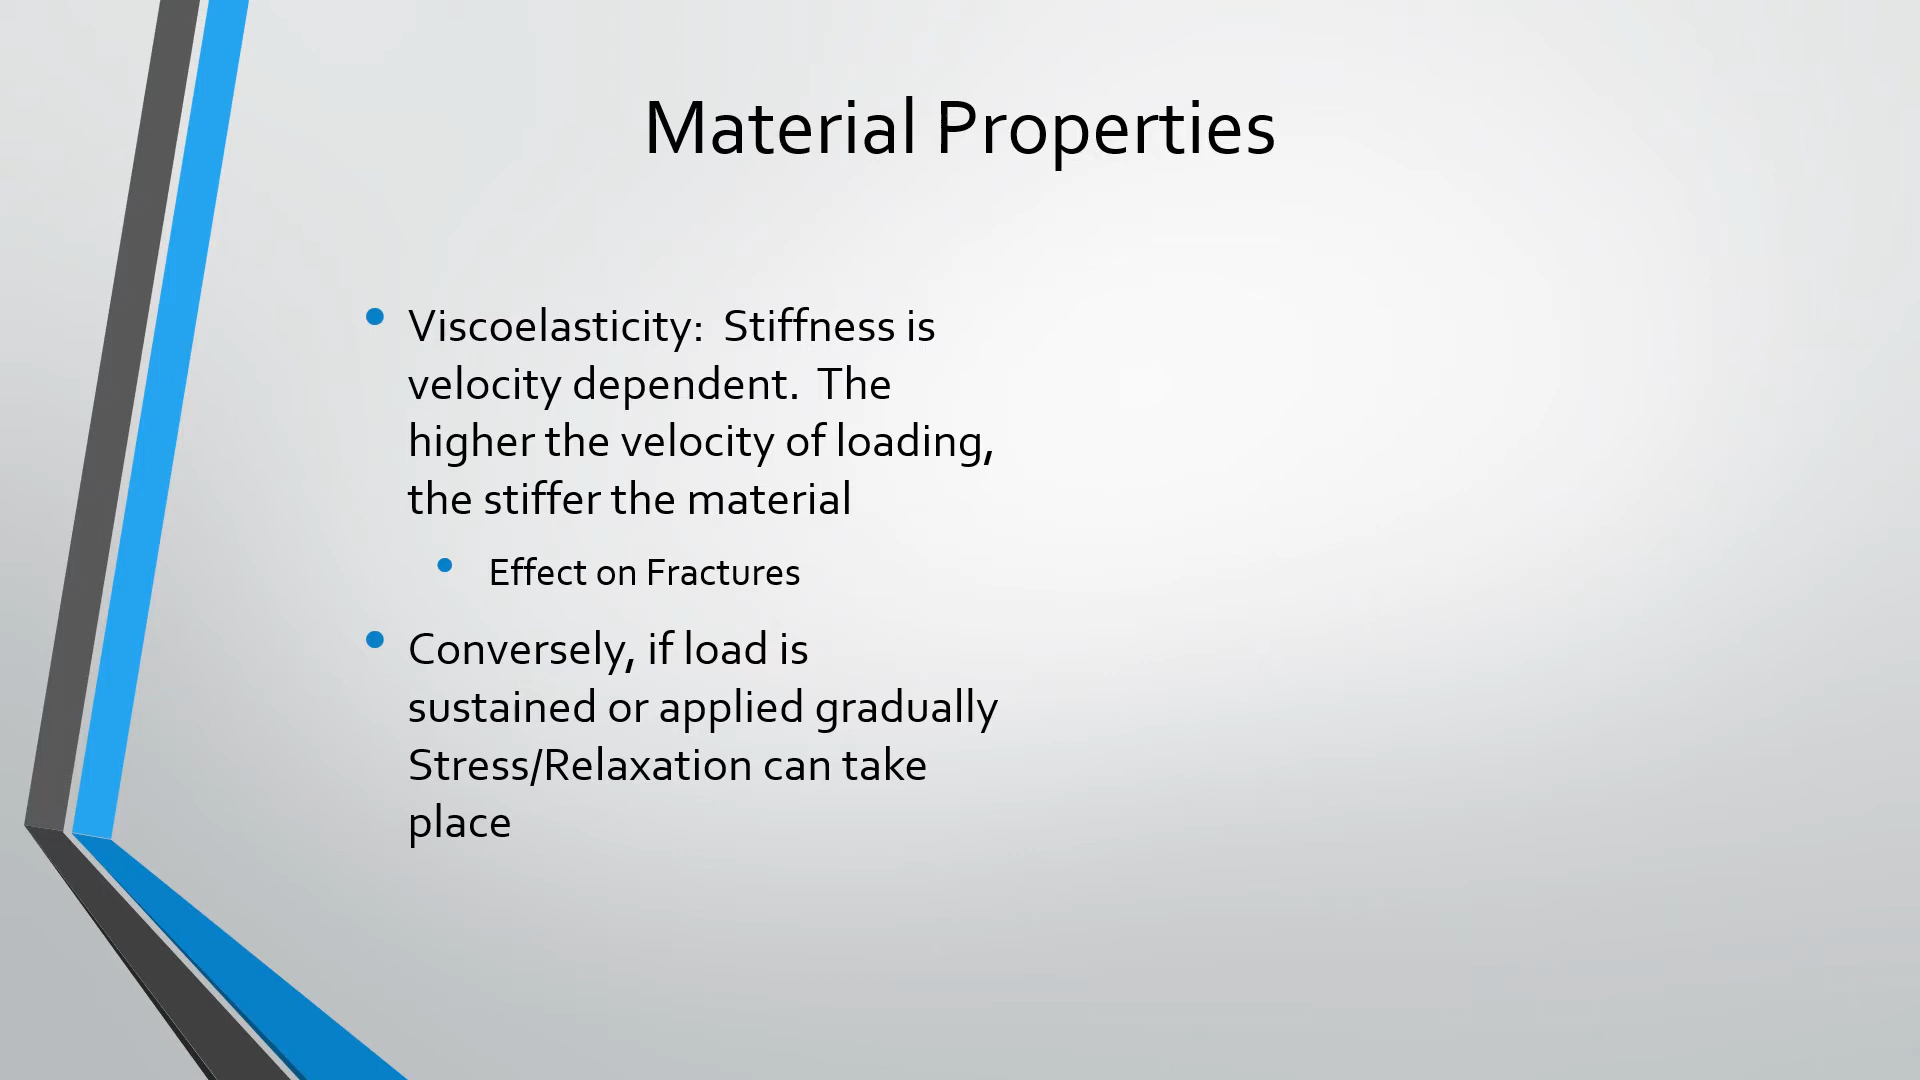 Material Properties
• Viscoelasticity:  Stiffness is
velocity dependent.  The
higher the velocity of loading,
the stiffer the material
• Effect on Fractures
• Conversely, if load is
sustained or applied gradually
Stress/Relaxation can take
place